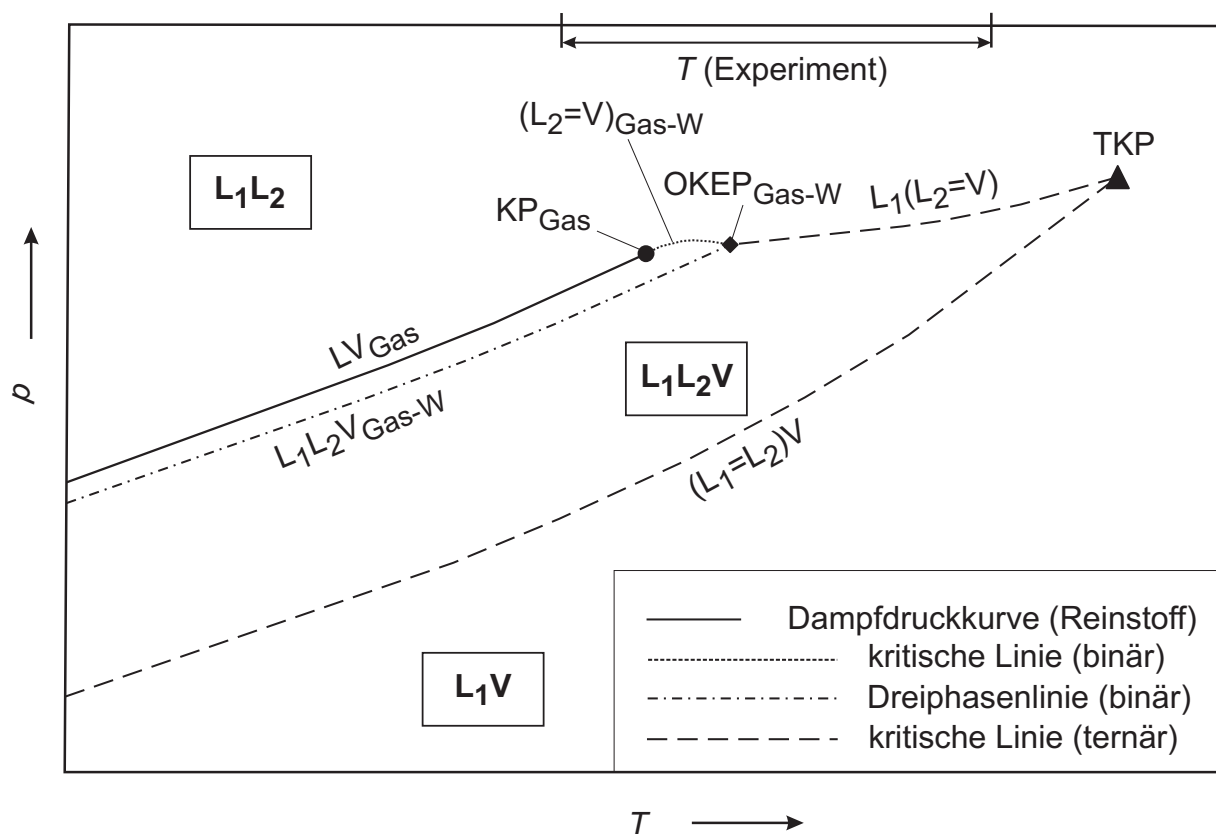 T (Experiment)
(L2=V)Gas-W
TKP
L1L2
OKEPGas-W
L1(L2=V)
KPGas
LVGas
L1L2V
p
L1L2VGas-W
(L1=L2)V
L1V
Dampfdruckkurve (Reinstoff)
kritische Linie (binär)
Dreiphasenlinie (binär)
kritische Linie (ternär)
T